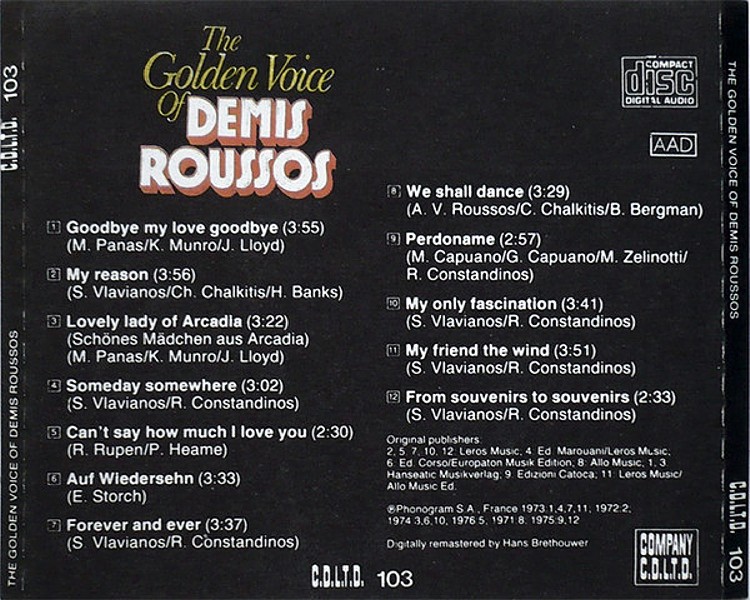 The
Golden Voice
Of DEMIS
ROUSSOS
1 Goodbye my love goodbye (3:55)
(M. Panas/K. Munro/J. Lloyd)
2 My reason (3:56)
(S. Vlavianos/Ch. Chalkitis/H. Banks)
3 Lovely lady of Arcadia (3:22)
(Schönes Mädchen aus Arcadia)
(M. Panas/K. Munro/J. Lloyd)
4 Someday somewhere (3:02)
(S. Vlavianos/R. Constandinos)
5 Can't say how much I love you (2:30)
(R. Rupen/P. Heame)
6 Auf Wiedersehn (3:33)
(E. Storch)
7 Forever and ever (3:37)
(S. Vlavianos/R. Constandinos)
COMPACT
disc
DIGITAL AUDIO
AAD
8 We shall dance (3:29)
(A. V. Roussos/C. Chalkitis/B. Bergman)
9 Perdoname (2:57)
(M. Capuano/G. Capuano/M. Zelinotti/
R. Constandinos)
10 My only fascination (3:41)
(S. Vlavianos/R. Constandinos)
11 My friend the wind (3:51)
(S. Vlavianos/R. Constandinos)
12 From souvenirs to souvenirs (2:33)
(S. Vlavianos/R. Constandinos)
Original publishers:
2, 5, 7, 10, 12: Leros Music; 4: Ed. Marouani/Leros Music;
6: Ed. Corso/Europaton Musik Edition; 8: Allo Music; 1, 3:
Hanseatic Musikverlag; 9: Edizioni Catoca; 11: Leros Music/
Allo Music Ed.
℗Phonogram S.A., France 1973:1,4,7,11; 1972:2;
1974:3,6,10; 1976:5; 1971:8; 1975:9,12
Digitally remastered by Hans Brethouwer
C.D.L.T.D. 103
COMPANY
C.D.L.T.D.
C.D.L.T.D. 103
THE GOLDEN VOICE OF DEMIS ROUSSOS
THE GOLDEN VOICE OF DEMIS ROUSSOS
C.D.L.T.D. 103